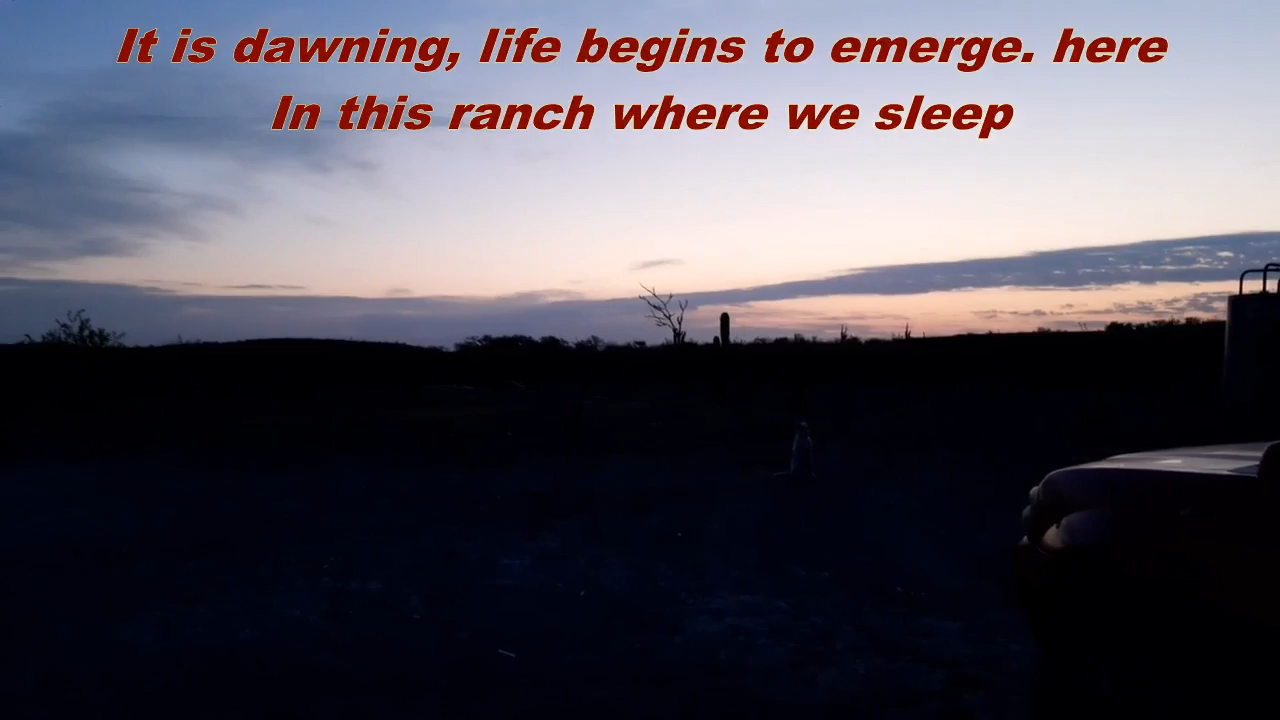 It is dawning, life begins to emerge. here
In this ranch where we sleep